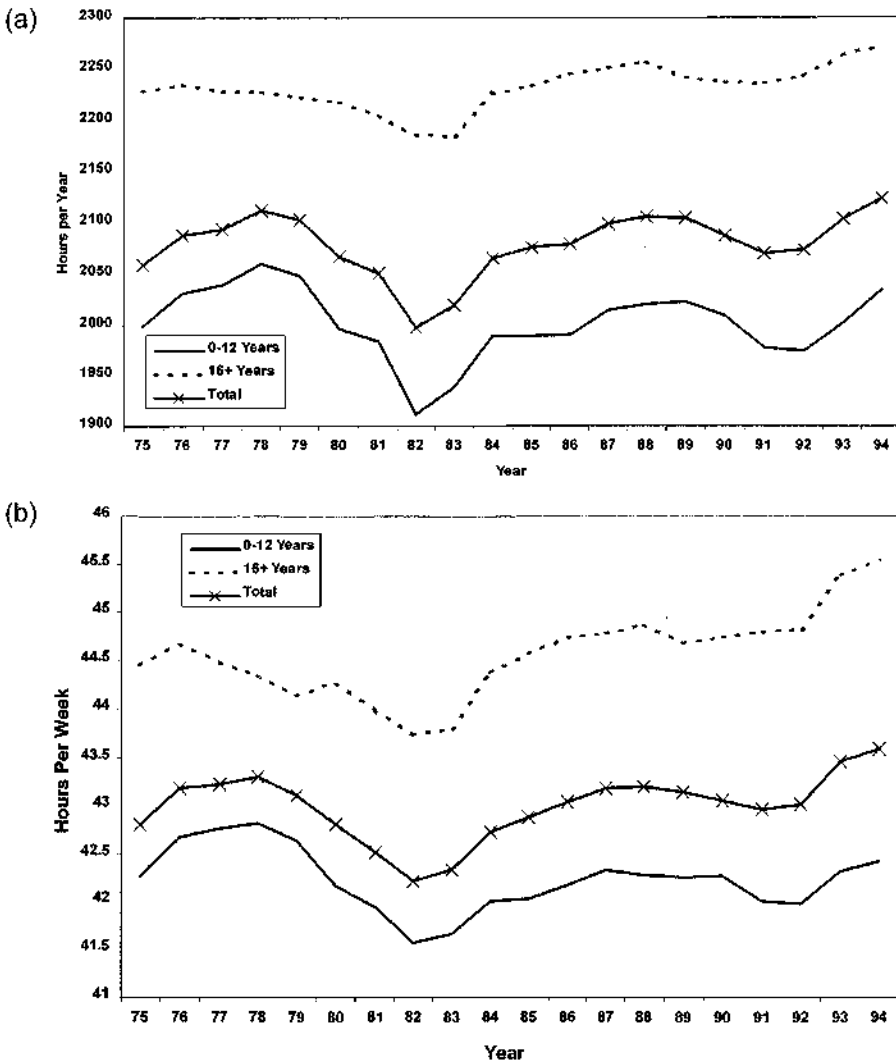 (a)
2300
2250
2200
2150
2100
2050
2000
1950
1900
Hours per Year
0-12 Years
16+ Years
Total
75 76 77 78 79 80 81 82 83 84 85 86 87 88 89 90 91 92 93 94
Year
(b)
46
45.5
45
44.5
44
43.5
43
42.5
42
41.5
41
Hours Per Week
0-12 Years
16+ Years
Total
75 76 77 78 79 80 81 82 83 84 85 86 87 88 89 90 91 92 93 94
Year